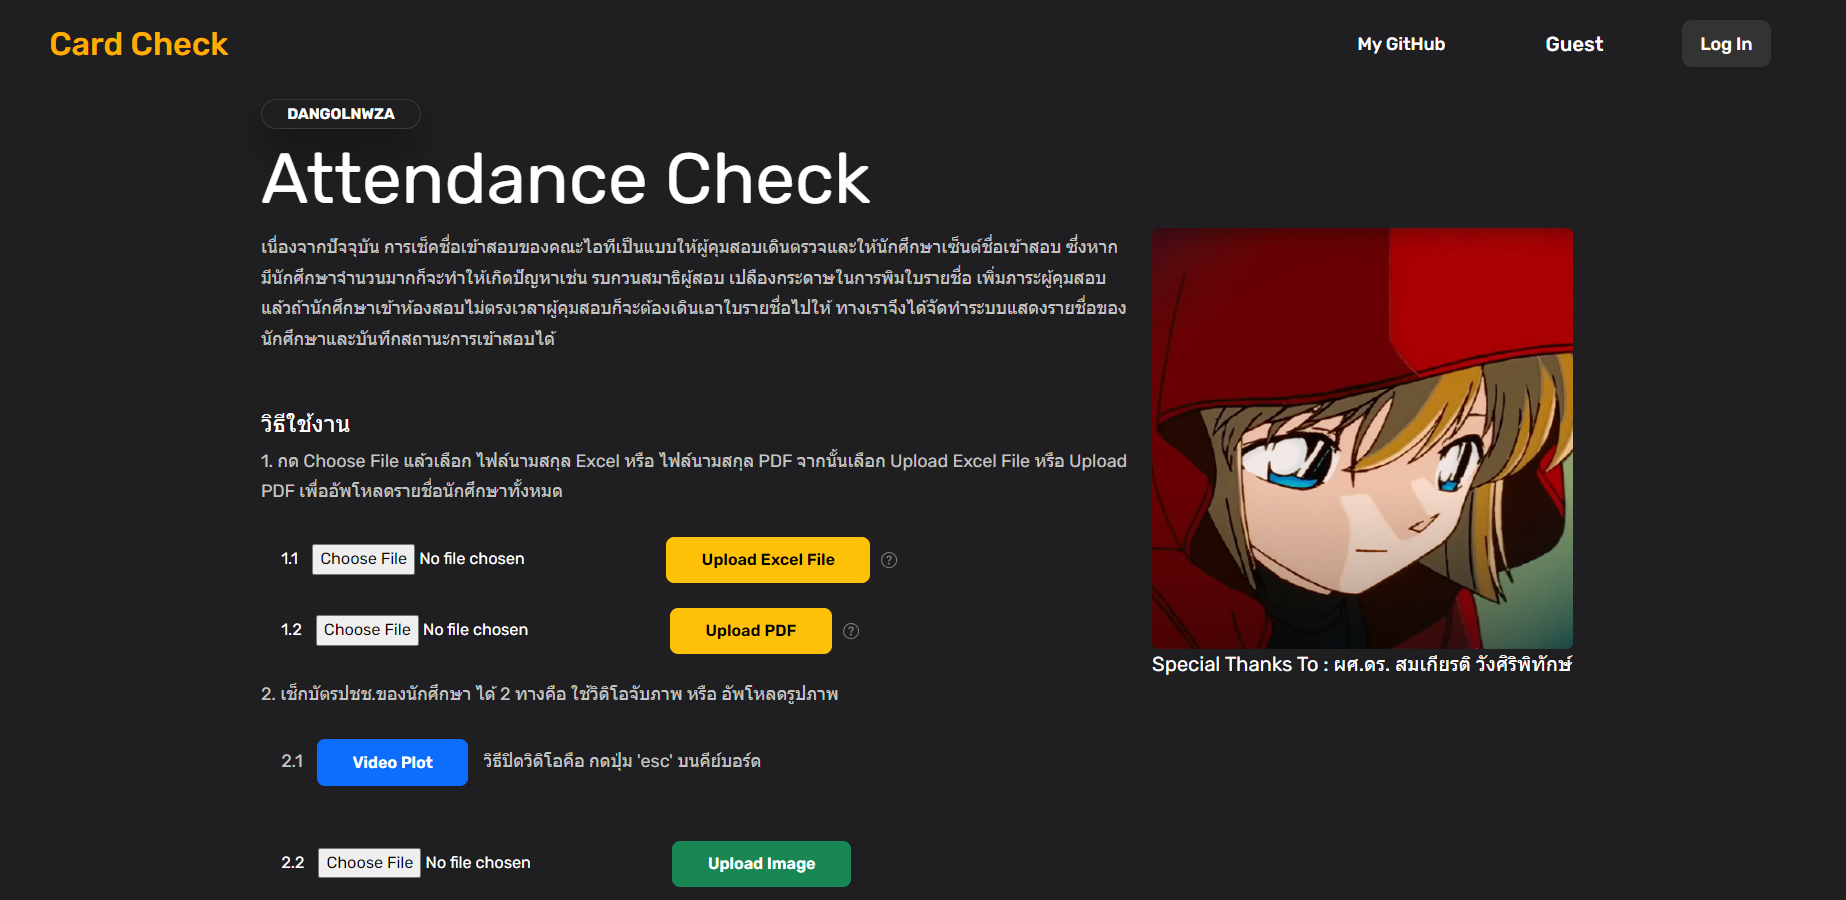 Card Check
My GitHub
Guest
Log In
DANGOLNWZA
Attendance Check
เนื่องจากปัจจุบัน การเช็คชื่อเข้าสอบของคณะไอทีเป็นแบบให้ผู้คุมสอบเดินตรวจและให้นักศึกษาเซ็นต์ชื่อเข้าสอบ ซึ่งหาก
มีนักศึกษาจำนวนมากก็จะทำให้เกิดปัญหาเช่น รบกวนสมาธิผู้สอบ เปลืองกระดาษในการพิมใบรายชื่อ เพิ่มภาระผู้คุมสอบ
แล้วถ้านักศึกษาเข้าห้องสอบไม่ตรงเวลาผู้คุมสอบก็จะต้องเดินเอาใบรายชื่อไปให้ ทางเราจึงได้จัดทำระบบแสดงรายชื่อของ
นักศึกษาและบันทึกสถานะการเข้าสอบได้
วิธีใช้งาน
1. กด Choose File แล้วเลือก ไฟล์นามสกุล Excel หรือ ไฟล์นามสกุล PDF จากนั้นเลือก Upload Excel File หรือ Upload
PDF เพื่ออัพโหลดรายชื่อนักศึกษาทั้งหมด
1.1 Choose File No file chosen Upload Excel File ?
1.2 Choose File No file chosen Upload PDF ?
2. เช็กบัตรปชช.ของนักศึกษา ได้ 2 ทางคือ ใช้วิดิโอจับภาพ หรือ อัพโหลดรูปภาพ
2.1 Video Plot วิธีปิดวิดิโอคือ กดปุ่ม 'esc' บนคีย์บอร์ด
2.2 Choose File No file chosen Upload Image
Special Thanks To : ผศ.ดร. สมเกียรติ วังศิริพิทักษ์